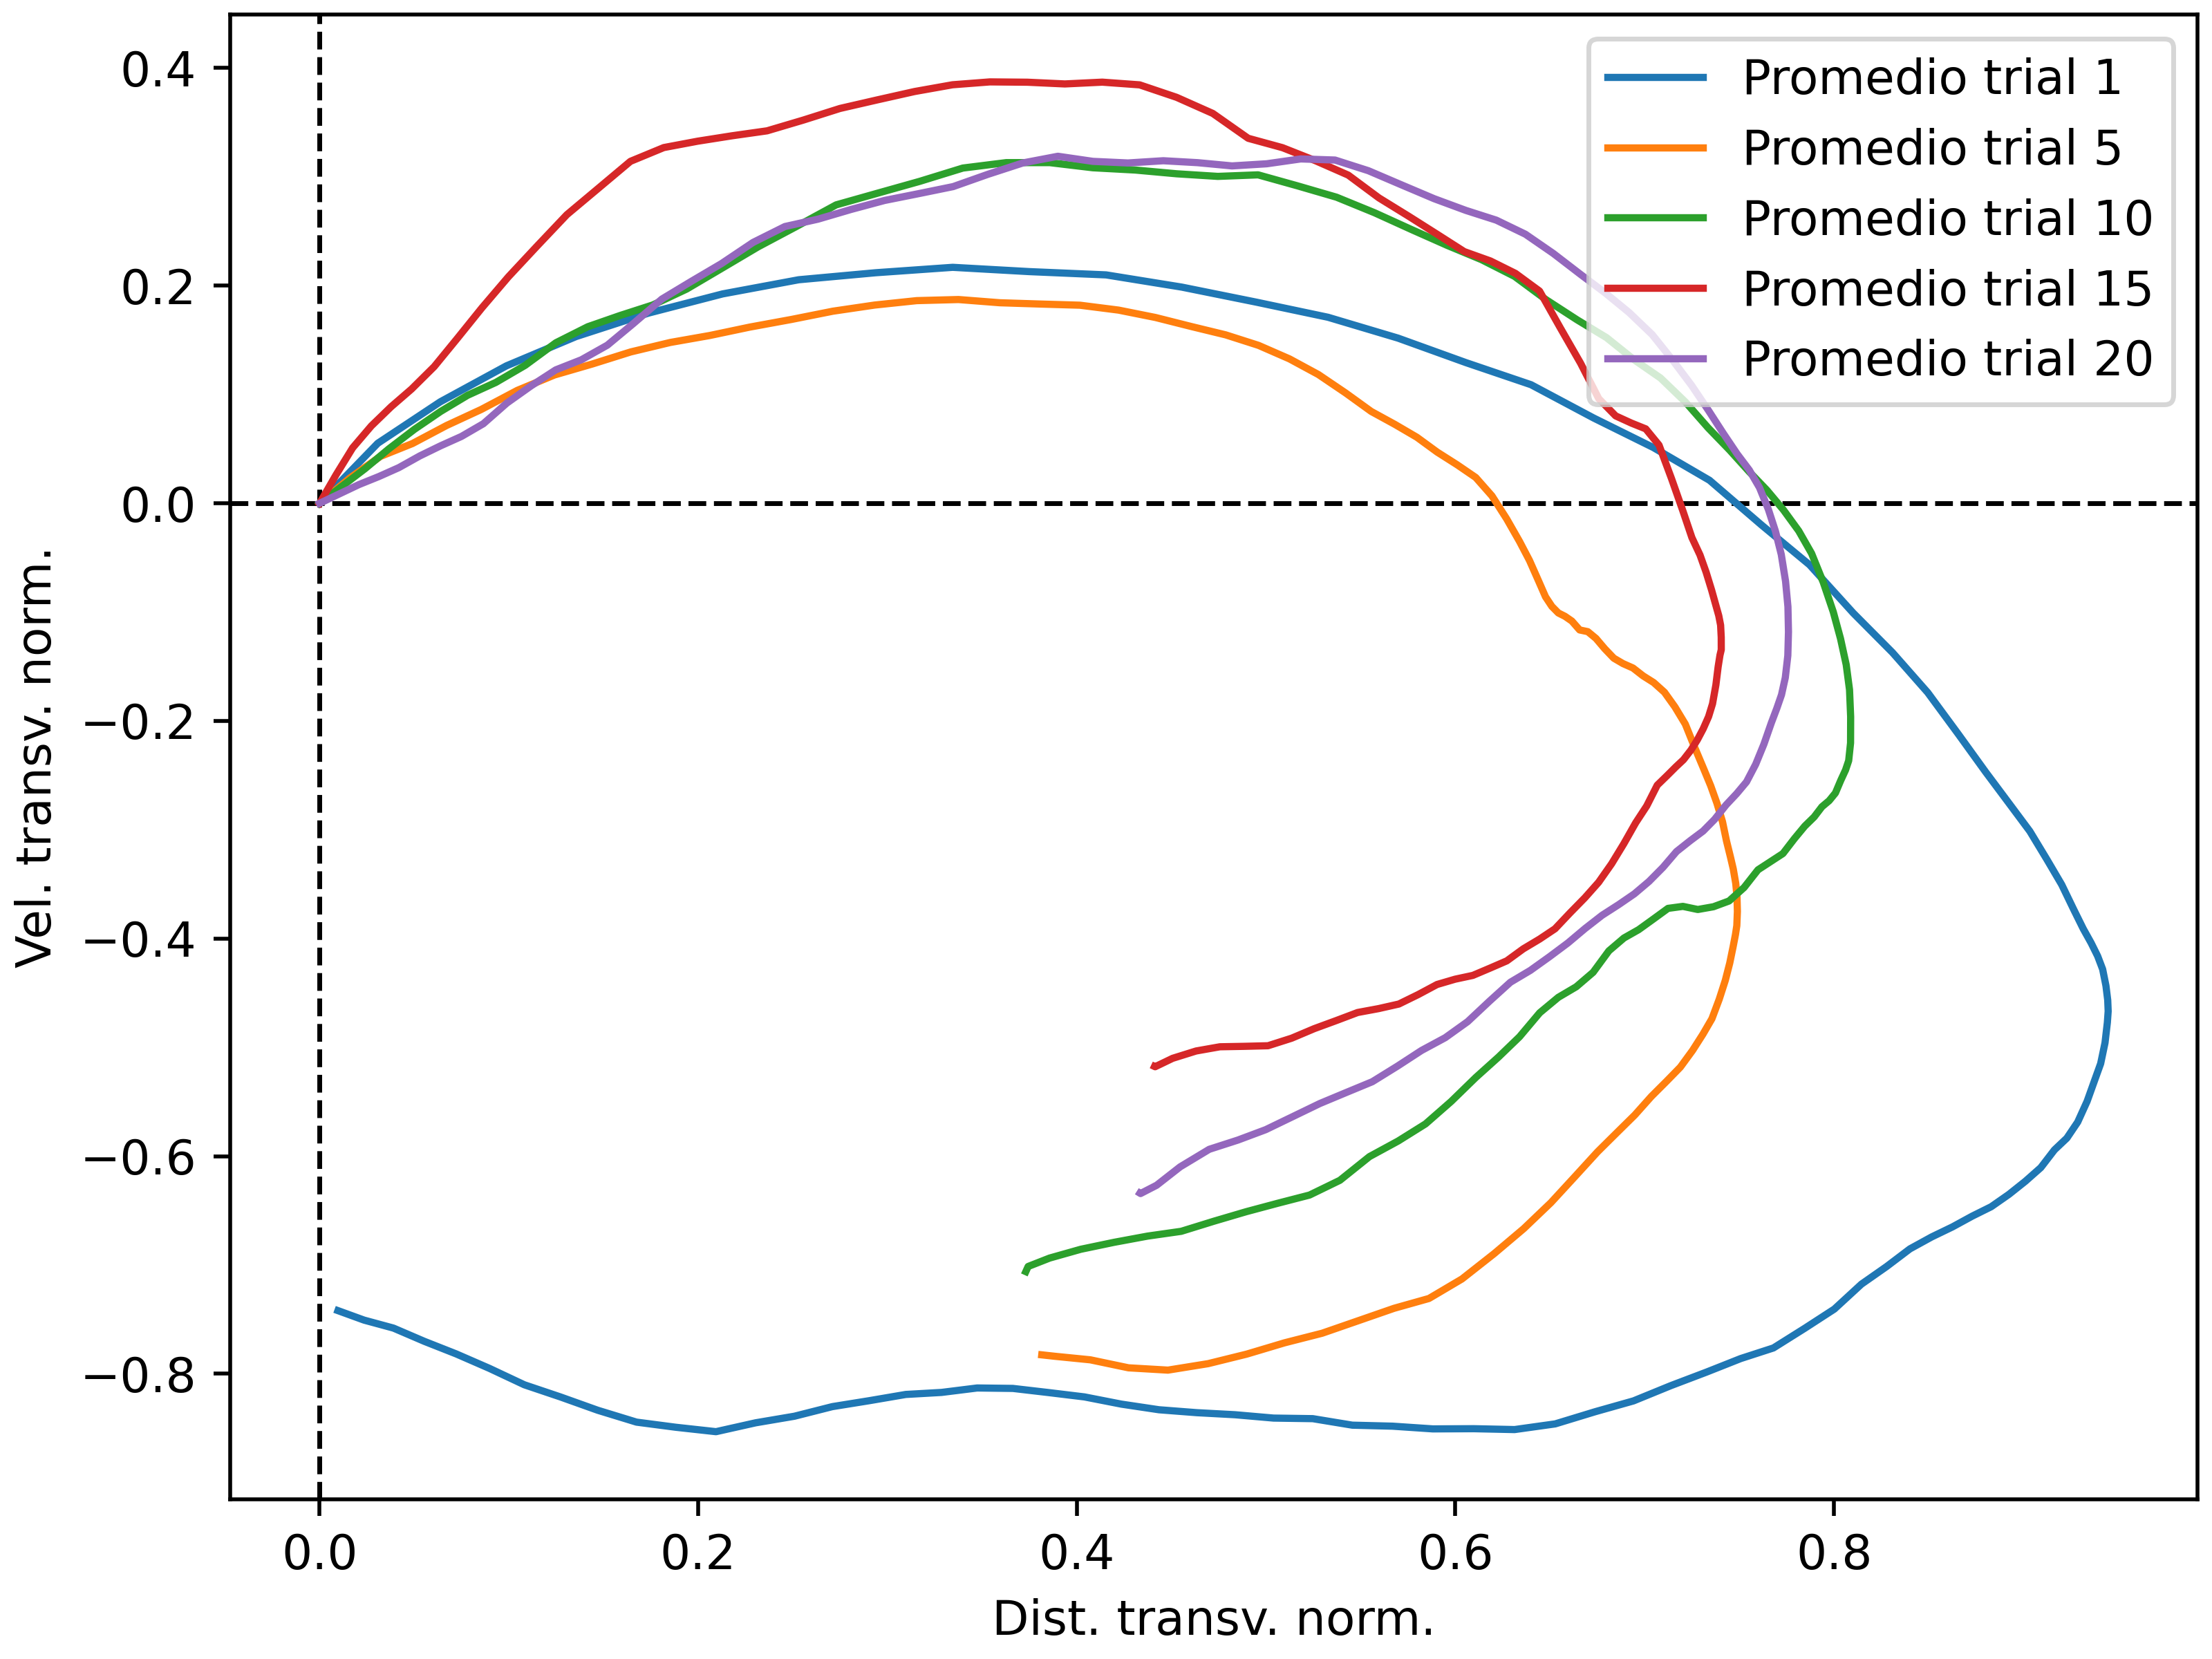 0.4
0.2
0.0
−0.2
−0.4
−0.6
−0.8
Vel. transv. norm.
Promedio trial 1
Promedio trial 5
Promedio trial 10
Promedio trial 15
Promedio trial 20
0.0 0.2 0.4 0.6 0.8
Dist. transv. norm.